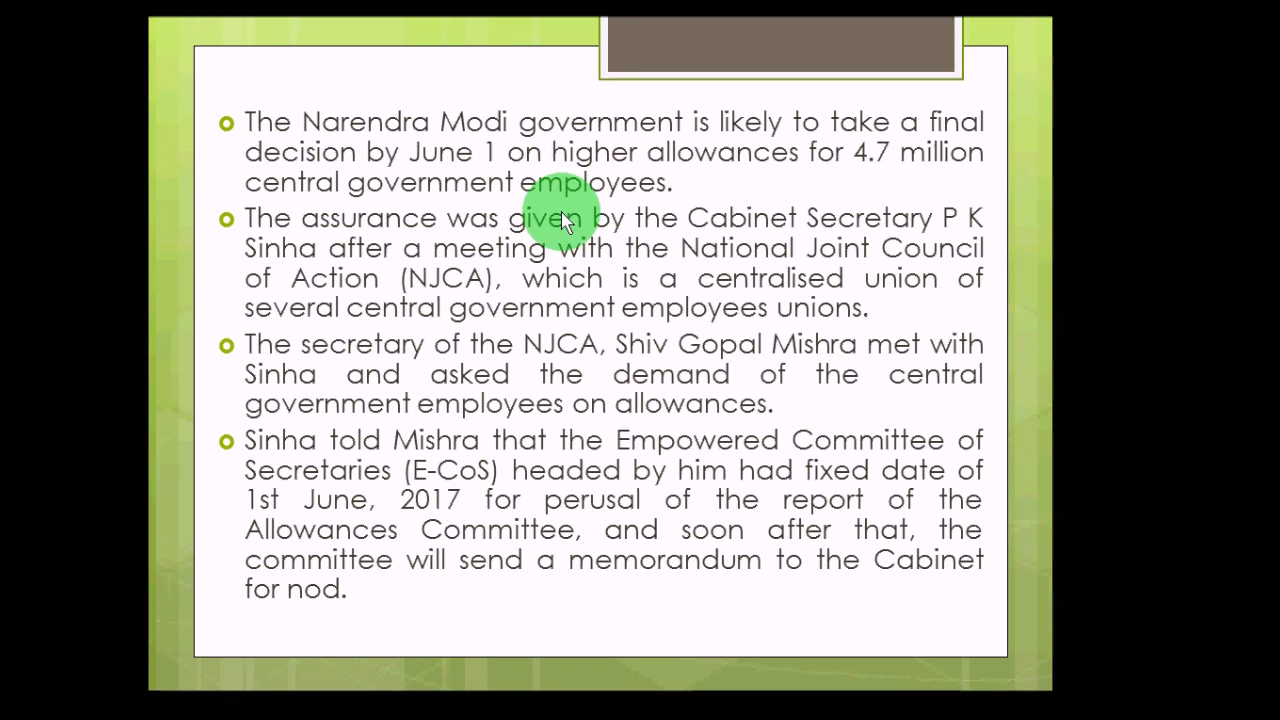 The Narendra Modi government is likely to take a final
decision by June 1 on higher allowances for 4.7 million
central government employees.
The assurance was given by the Cabinet Secretary P K
Sinha after a meeting with the National Joint Council
of Action (NJCA), which is a centralised union of
several central government employees unions.
The secretary of the NJCA, Shiv Gopal Mishra met with
Sinha and asked the demand of the central
government employees on allowances.
Sinha told Mishra that the Empowered Committee of
Secretaries (E-CoS) headed by him had fixed date of
1st June, 2017 for perusal of the report of the
Allowances Committee, and soon after that, the
committee will send a memorandum to the Cabinet
for nod.